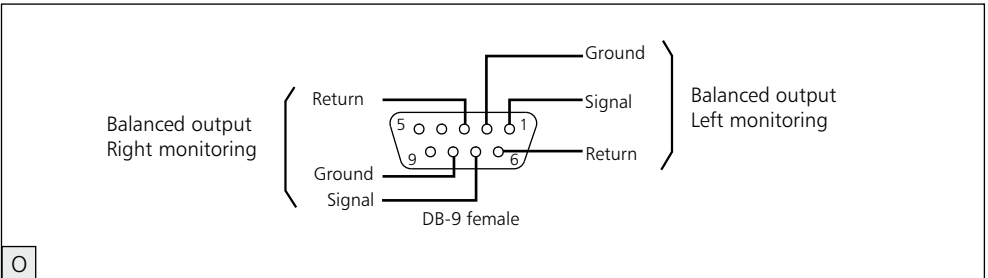 Balanced output
Right monitoring
Return
Ground
Signal
5
1
9
6
DB-9 female
Ground
Signal
Return
Balanced output
Left monitoring
O